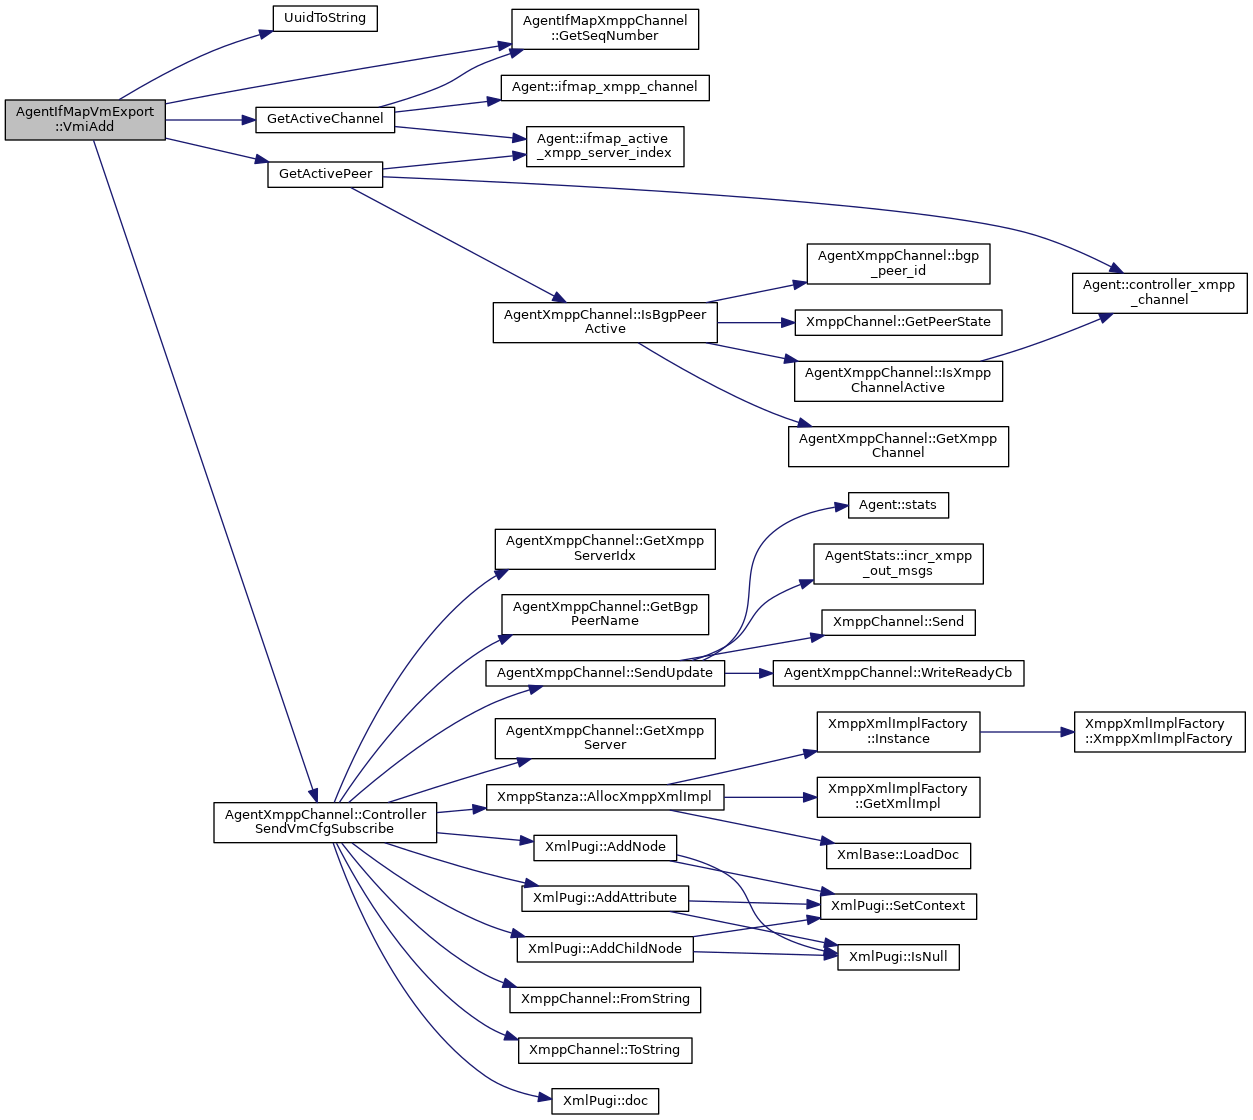 UuidToString
AgentIfMapXmppChannel
::GetSeqNumber
Agent::ifmap_xmpp_channel
AgentIfMapVmExport
::VmiAdd
GetActiveChannel
Agent::ifmap_active
_xmpp_server_index
GetActivePeer
AgentXmppChannel::bgp
_peer_id
Agent::controller_xmpp
_channel
AgentXmppChannel::IsBgpPeer
Active
XmppChannel::GetPeerState
AgentXmppChannel::IsXmpp
ChannelActive
AgentXmppChannel::GetXmpp
Channel
Agent::stats
AgentXmppChannel::GetXmpp
ServerIdx
AgentStats::incr_xmpp
_out_msgs
AgentXmppChannel::GetBgp
PeerName
XmppChannel::Send
AgentXmppChannel::SendUpdate
AgentXmppChannel::WriteReadyCb
AgentXmppChannel::GetXmpp
Server
XmppXmlImplFactory
::Instance
XmppXmlImplFactory
::XmppXmlImplFactory
XmppStanza::AllocXmppXmlImpl
XmppXmlImplFactory
::GetXmlImpl
AgentXmppChannel::Controller
SendVmCfgSubscribe
XmlPugi::AddNode
XmlBase::LoadDoc
XmlPugi::AddAttribute
XmlPugi::SetContext
XmlPugi::AddChildNode
XmlPugi::IsNull
XmppChannel::FromString
XmppChannel::ToString
XmlPugi::doc